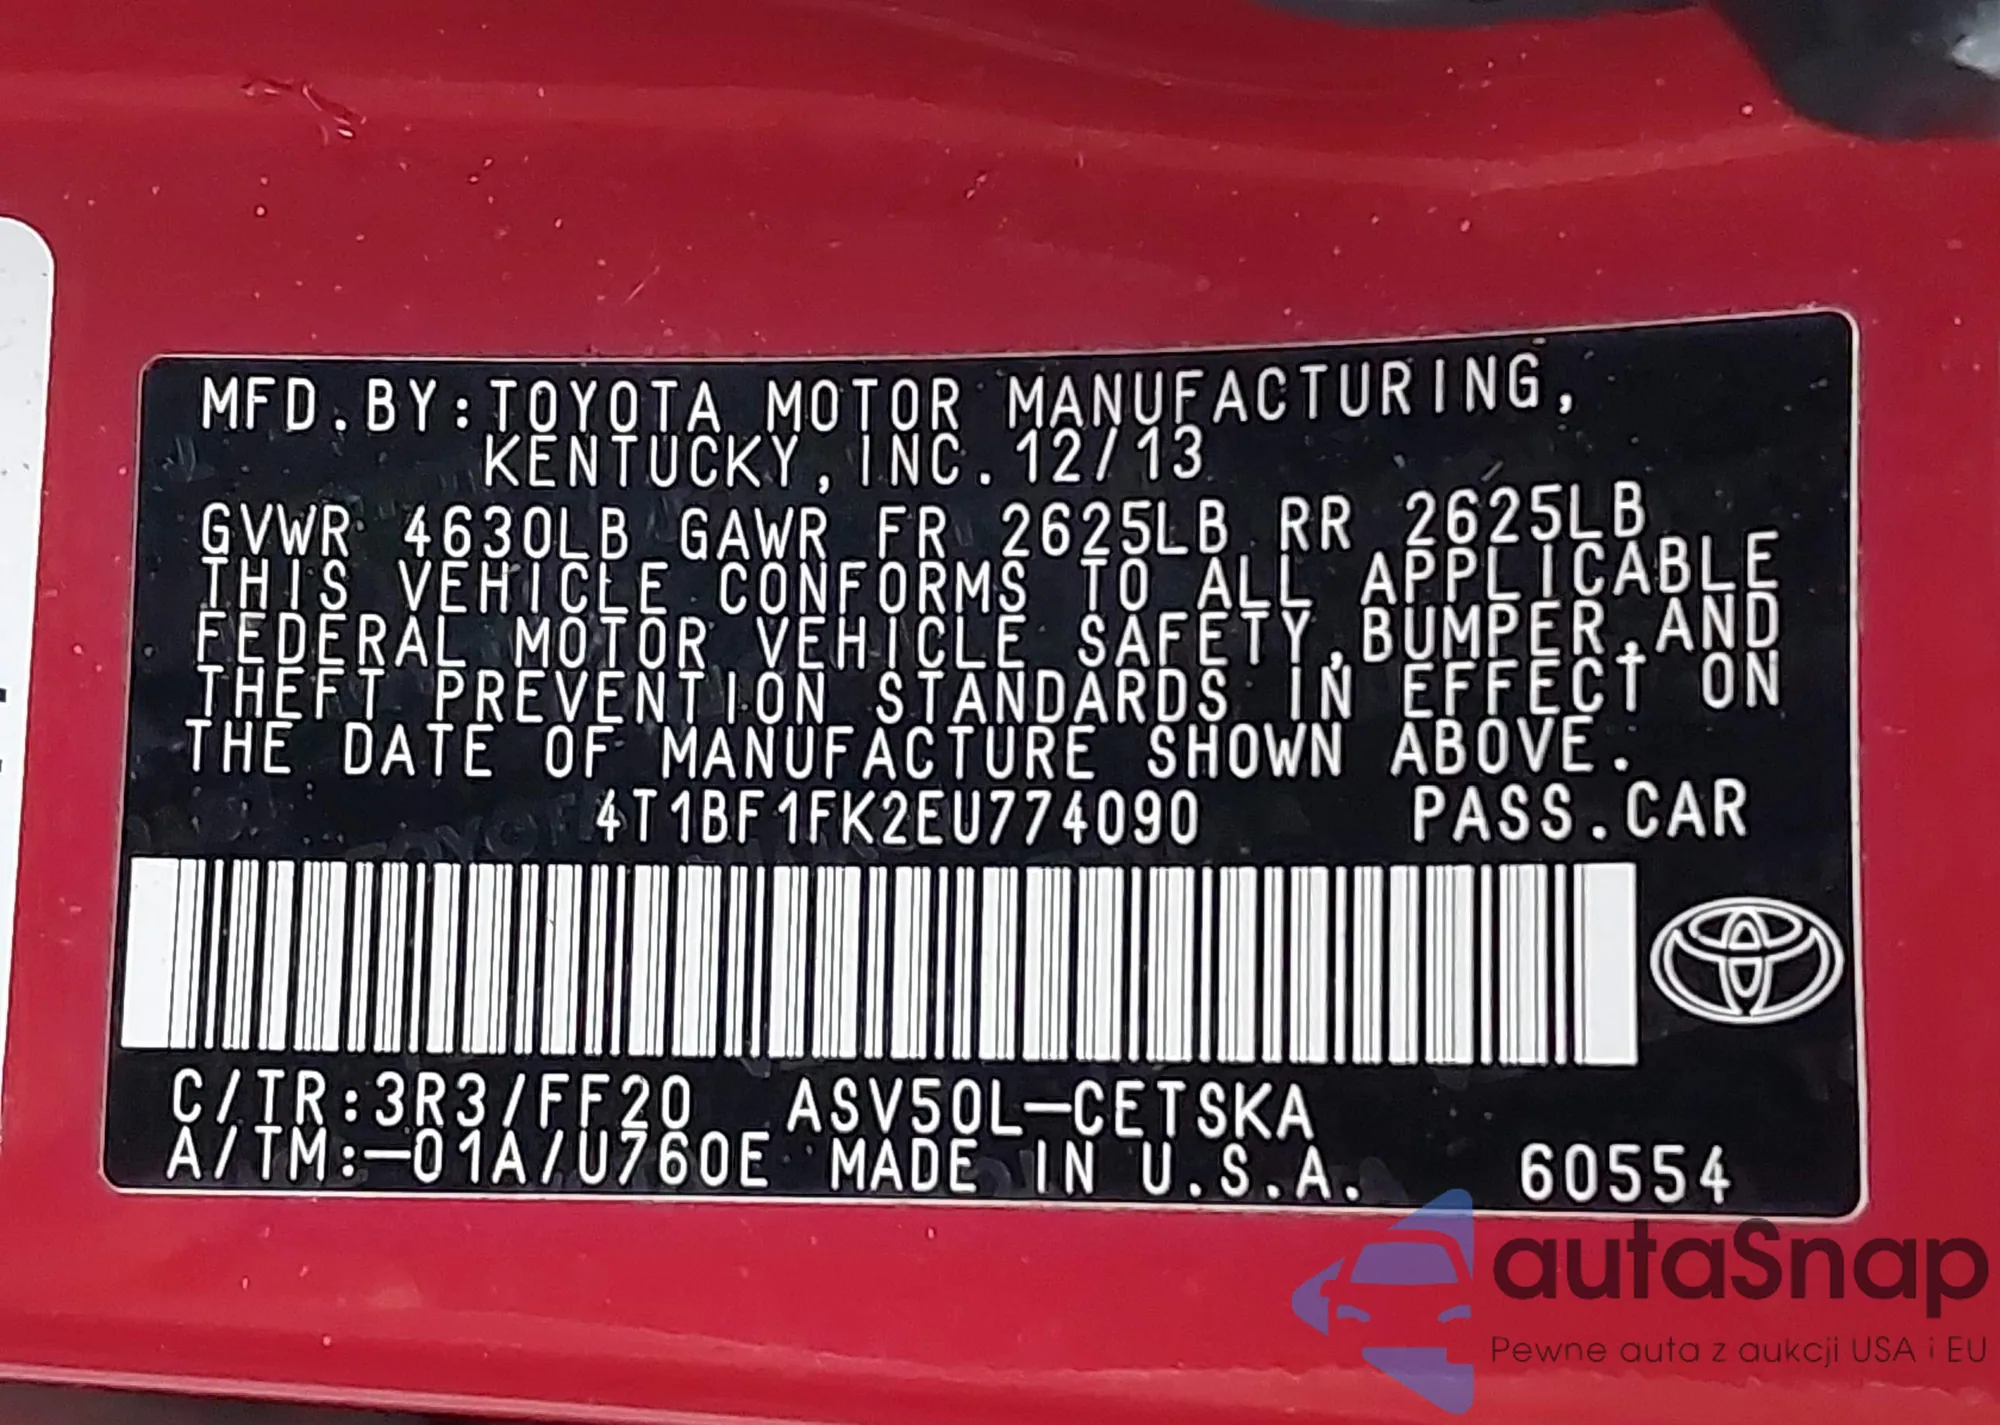 MFD.BY:TOYOTA MOTOR MANUFACTURING,
KENTUCKY,INC.12/13
GVWR 4630LB GAWR FR 2625LB RR 2625LB
THIS VEHICLE CONFORMS TO ALL APPLICABLE
FEDERAL MOTOR VEHICLE SAFETY,BUMPER,AND
THEFT PREVENTION STANDARDS IN EFFECT ON
THE DATE OF MANUFACTURE SHOWN ABOVE.
4T1BF1FK2EU774090 PASS.CAR
C/TR:3R3/FF20 ASV50L-CETSKA
A/TM:-01A/U760E MADE IN U.S.A. 60554
autaSnap
Pewne auta z aukcji USA i EU